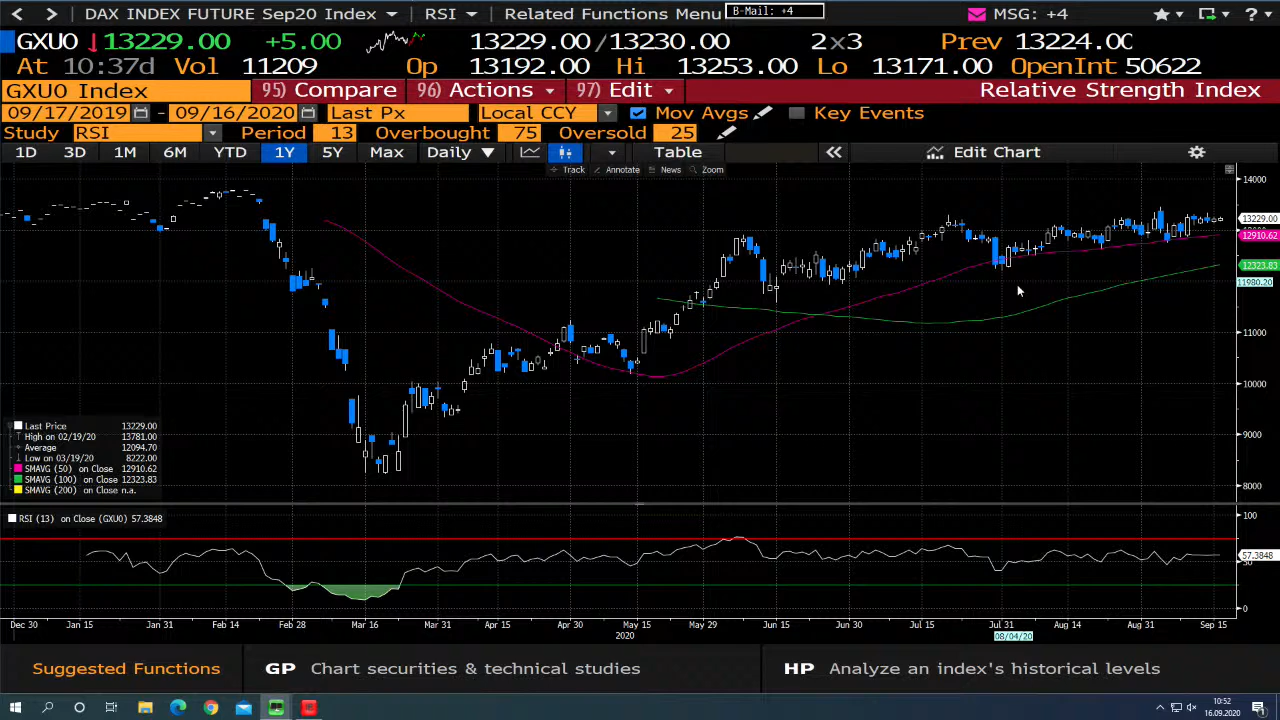 DAX INDEX FUTURE Sep20 Index RSI Related Functions Menu B-Mail: +4 MSG: +4 ?
GXU0 ↓13229.00 +5.00 13229.00/13230.00 2×3 Prev 13224.00
At 10:37d Vol 11209 Op 13192.00 Hi 13253.00 Lo 13171.00 OpenInt 50622
GXU0 Index 95) Compare 96) Actions 97) Edit Relative Strength Index
09/17/2019 - 09/16/2020 Last Px Local CCY Mov Avgs Key Events
Study RSI Period 13 Overbought 75 Oversold 25
1D 3D 1M 6M YTD 1Y 5Y Max Daily ▼ Table « Edit Chart
Track Annotate News Zoom
14000
13229.00
12910.62
12323.83
11980.20
11000
10000
9000
8000
Last Price 13229.00
High on 02/19/20 13781.00
Average 12094.70
Low on 03/19/20 8222.00
SMAVG (50) on Close 12910.62
SMAVG (100) on Close 12323.83
SMAVG (200) on Close n.a.
RSI (13) on Close (GXU0) 57.3848
100
57.3848
50
0
Dec 30 Jan 15 Jan 31 Feb 14 Feb 28 Mar 16 Mar 31 Apr 15 Apr 30 May 15 May 29 Jun 15 Jun 30 Jul 15 Jul 31 Aug 14 Aug 31 Sep 15
2020 08/04/20
Suggested Functions GP Chart securities & technical studies HP Analyze an index's historical levels
10:52
16.09.2020
1